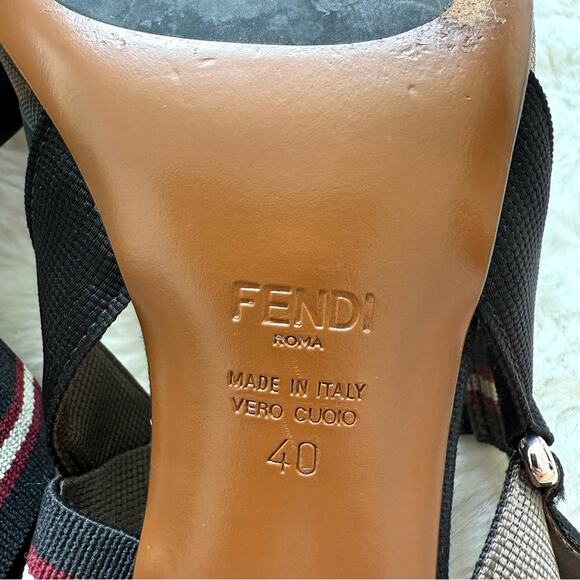 FENDI
ROMA
MADE IN ITALY
VERO CUOIO
40